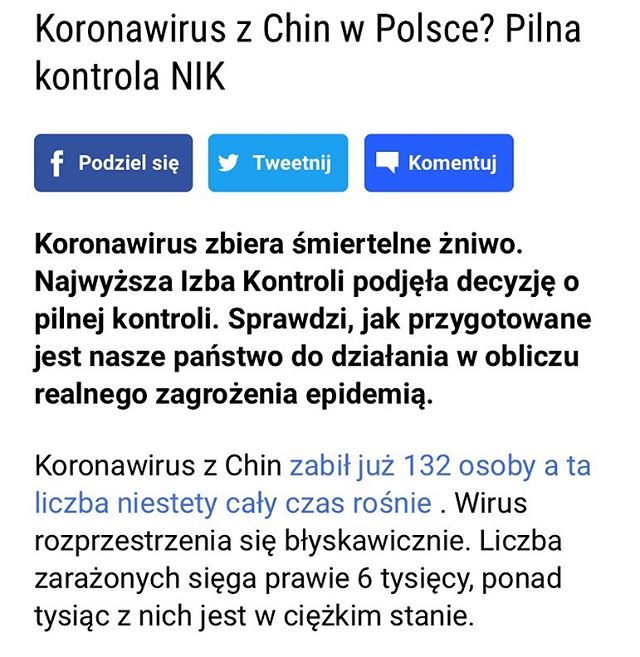 Koronawirus z Chin w Polsce? Pilna
kontrola NIK
Podziel się Tweetnij Komentuj
Koronawirus zbiera śmiertelne żniwo.
Najwyższa Izba Kontroli podjęła decyzję o
pilnej kontroli. Sprawdzi, jak przygotowane
jest nasze państwo do działania w obliczu
realnego zagrożenia epidemią.
Koronawirus z Chin zabił już 132 osoby a ta
liczba niestety cały czas rośnie . Wirus
rozprzestrzenia się błyskawicznie. Liczba
zarażonych sięga prawie 6 tysięcy, ponad
tysiąc z nich jest w ciężkim stanie.